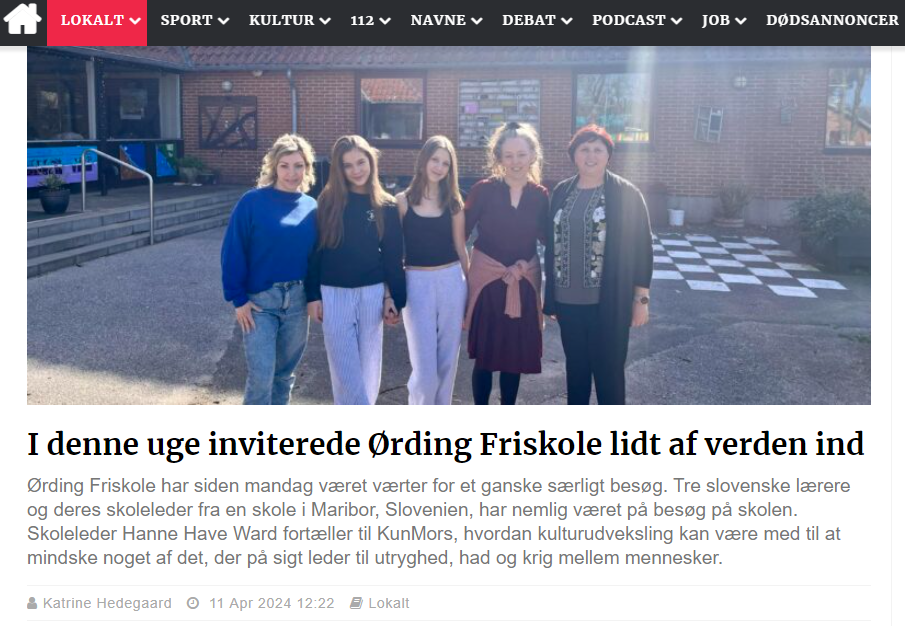 LOKALT SPORT KULTUR 112 NAVNE DEBAT PODCAST JOB DØDSANNONCER
I denne uge inviterede Ørding Friskole lidt af verden ind
Ørding Friskole har siden mandag været værter for et ganske særligt besøg. Tre slovenske lærere
og deres skoleleder fra en skole i Maribor, Slovenien, har nemlig været på besøg på skolen.
Skoleleder Hanne Have Ward fortæller til KunMors, hvordan kulturudveksling kan være med til at
mindske noget af det, der på sigt leder til utryghed, had og krig mellem mennesker.
Katrine Hedegaard 11 Apr 2024 12:22 Lokalt